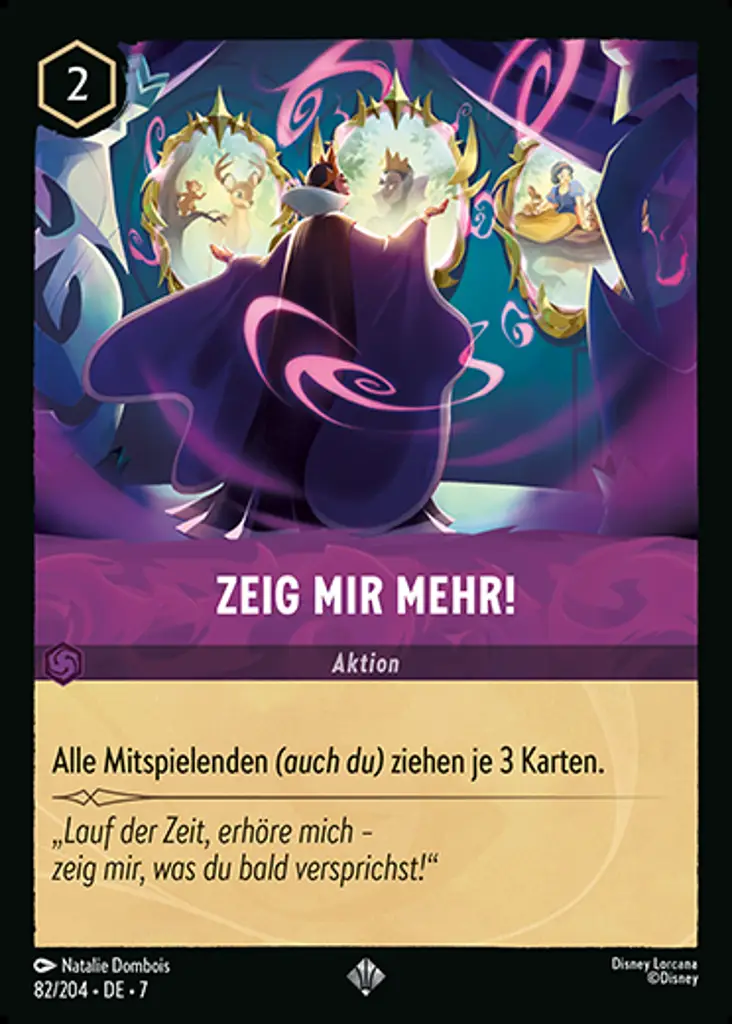 2
ZEIG MIR MEHR!
Aktion
Alle Mitspielenden (auch du) ziehen je 3 Karten.
„Lauf der Zeit, erhöre mich –
zeig mir, was du bald versprichst!“
Natalie Dombois
82/204 • DE • 7
Disney Lorcana
©Disney